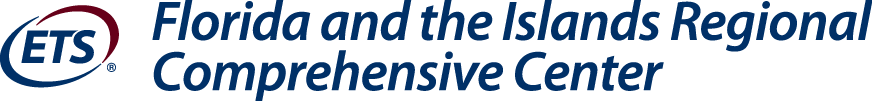 ETS®
Florida and the Islands Regional
Comprehensive Center